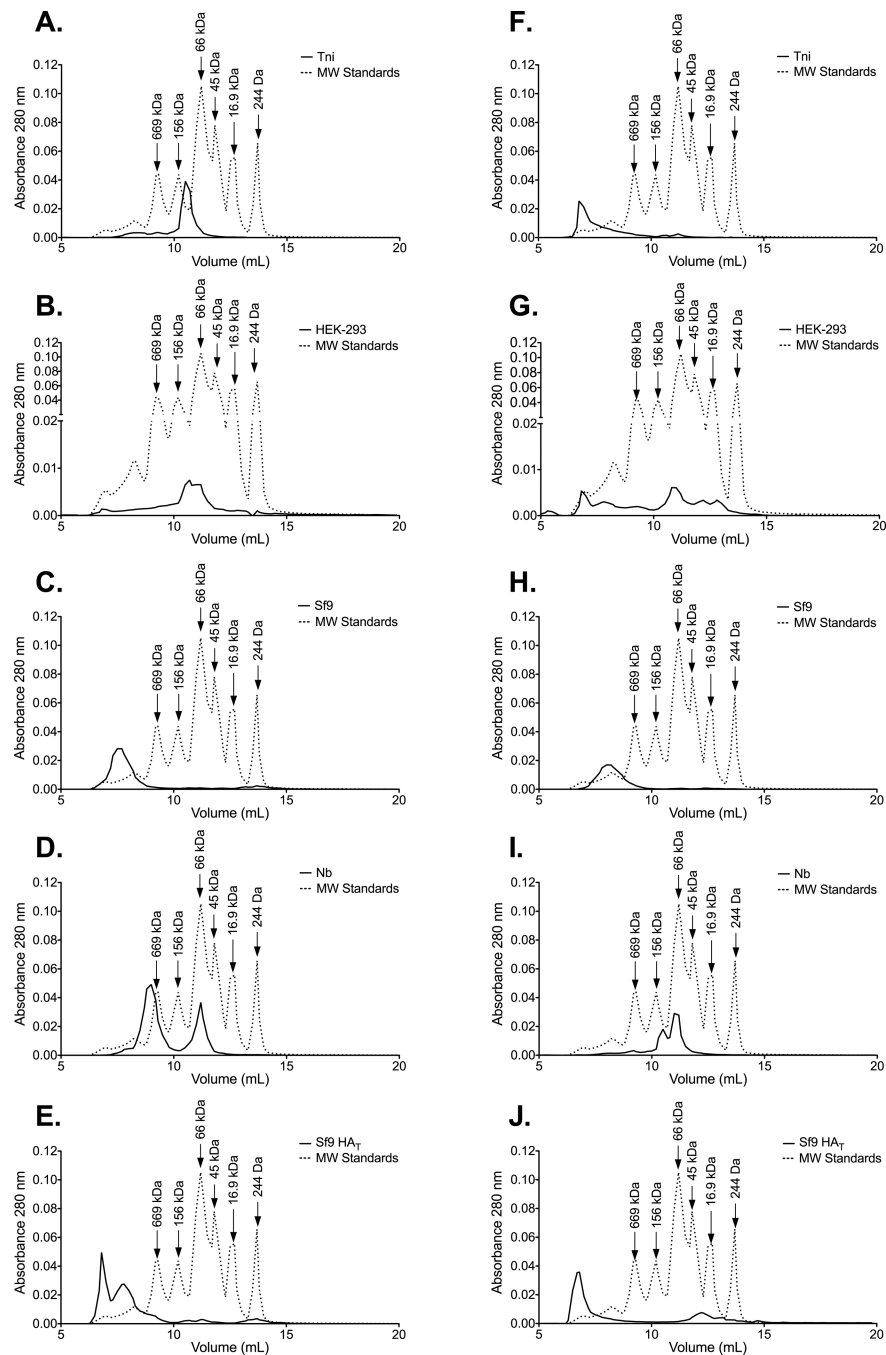 A.
Tni
MW Standards
669 kDa
156 kDa
66 kDa
45 kDa
16.9 kDa
244 Da
Absorbance 280 nm
0.12
0.10
0.08
0.06
0.04
0.02
0.00
5
10
15
20
Volume (mL)
F.
Tni
MW Standards
669 kDa
156 kDa
66 kDa
45 kDa
16.9 kDa
244 Da
Absorbance 280 nm
0.12
0.10
0.08
0.06
0.04
0.02
0.00
5
10
15
20
Volume (mL)
B.
HEK-293
MW Standards
669 kDa
156 kDa
66 kDa
45 kDa
16.9 kDa
244 Da
Absorbance 280 nm
0.12
0.10
0.08
0.06
0.04
0.02
0.01
0.00
5
10
15
20
Volume (mL)
G.
HEK-293
MW Standards
669 kDa
156 kDa
66 kDa
45 kDa
16.9 kDa
244 Da
Absorbance 280 nm
0.12
0.10
0.08
0.06
0.04
0.02
0.01
0.00
5
10
15
20
Volume (mL)
C.
Sf9
MW Standards
669 kDa
156 kDa
66 kDa
45 kDa
16.9 kDa
244 Da
Absorbance 280 nm
0.12
0.10
0.08
0.06
0.04
0.02
0.00
5
10
15
20
Volume (mL)
H.
Sf9
MW Standards
669 kDa
156 kDa
66 kDa
45 kDa
16.9 kDa
244 Da
Absorbance 280 nm
0.12
0.10
0.08
0.06
0.04
0.02
0.00
5
10
15
20
Volume (mL)
D.
Nb
MW Standards
669 kDa
156 kDa
66 kDa
45 kDa
16.9 kDa
244 Da
Absorbance 280 nm
0.12
0.10
0.08
0.06
0.04
0.02
0.00
5
10
15
20
Volume (mL)
I.
Nb
MW Standards
669 kDa
156 kDa
66 kDa
45 kDa
16.9 kDa
244 Da
Absorbance 280 nm
0.12
0.10
0.08
0.06
0.04
0.02
0.00
5
10
15
20
Volume (mL)
E.
Sf9 HAT
MW Standards
669 kDa
156 kDa
66 kDa
45 kDa
16.9 kDa
244 Da
Absorbance 280 nm
0.12
0.10
0.08
0.06
0.04
0.02
0.00
5
10
15
20
Volume (mL)
J.
Sf9 HAT
MW Standards
669 kDa
156 kDa
66 kDa
45 kDa
16.9 kDa
244 Da
Absorbance 280 nm
0.12
0.10
0.08
0.06
0.04
0.02
0.00
5
10
15
20
Volume (mL)